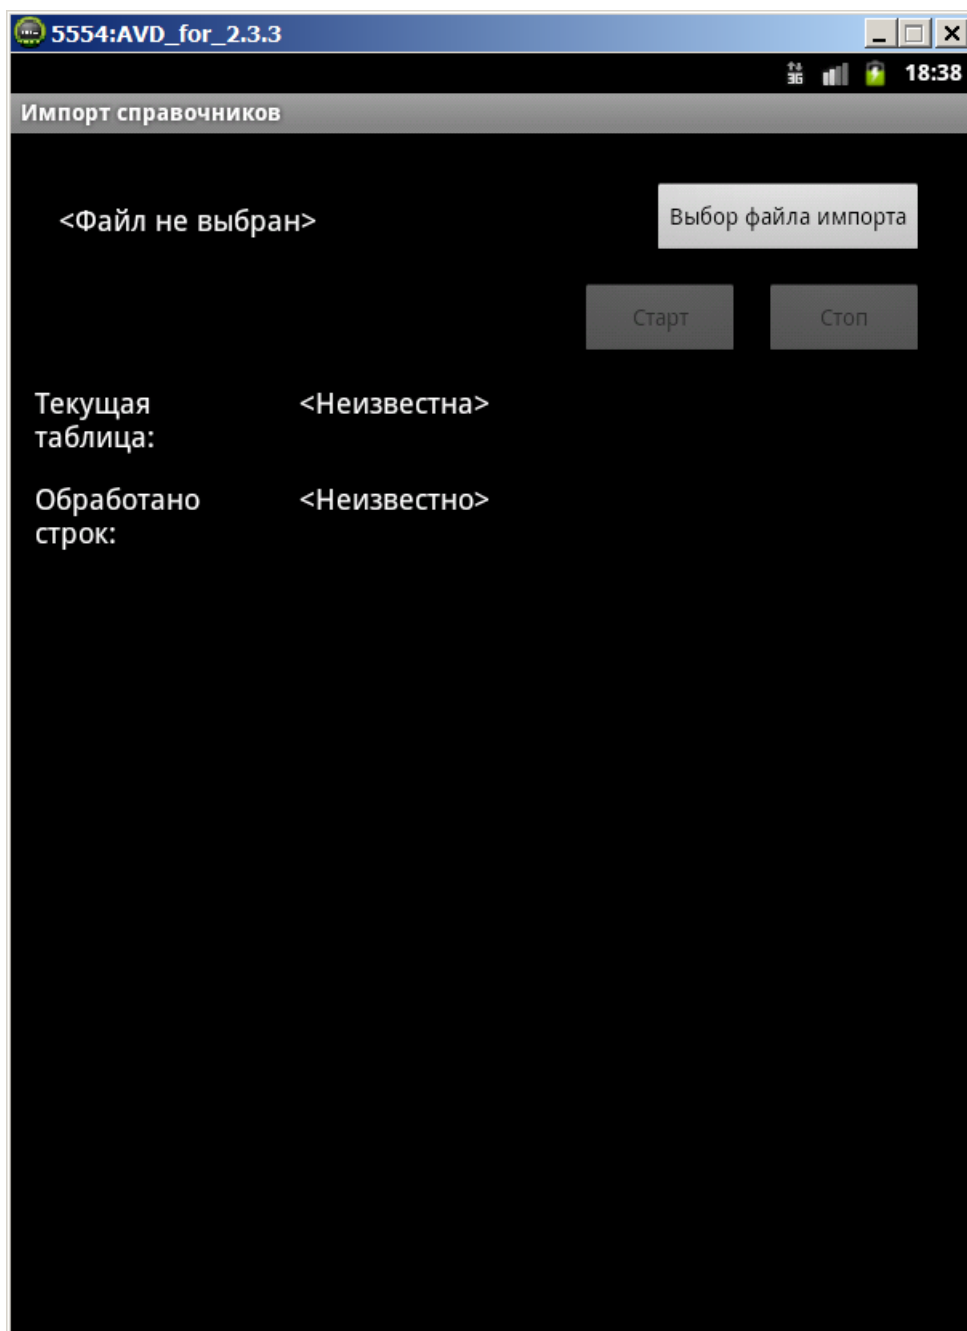 5554:AVD_for_2.3.3
3G 18:38
Импорт справочников
<Файл не выбран> Выбор файла импорта
Старт Стоп
Текущая <Неизвестна>
таблица:
Обработано <Неизвестно>
строк: